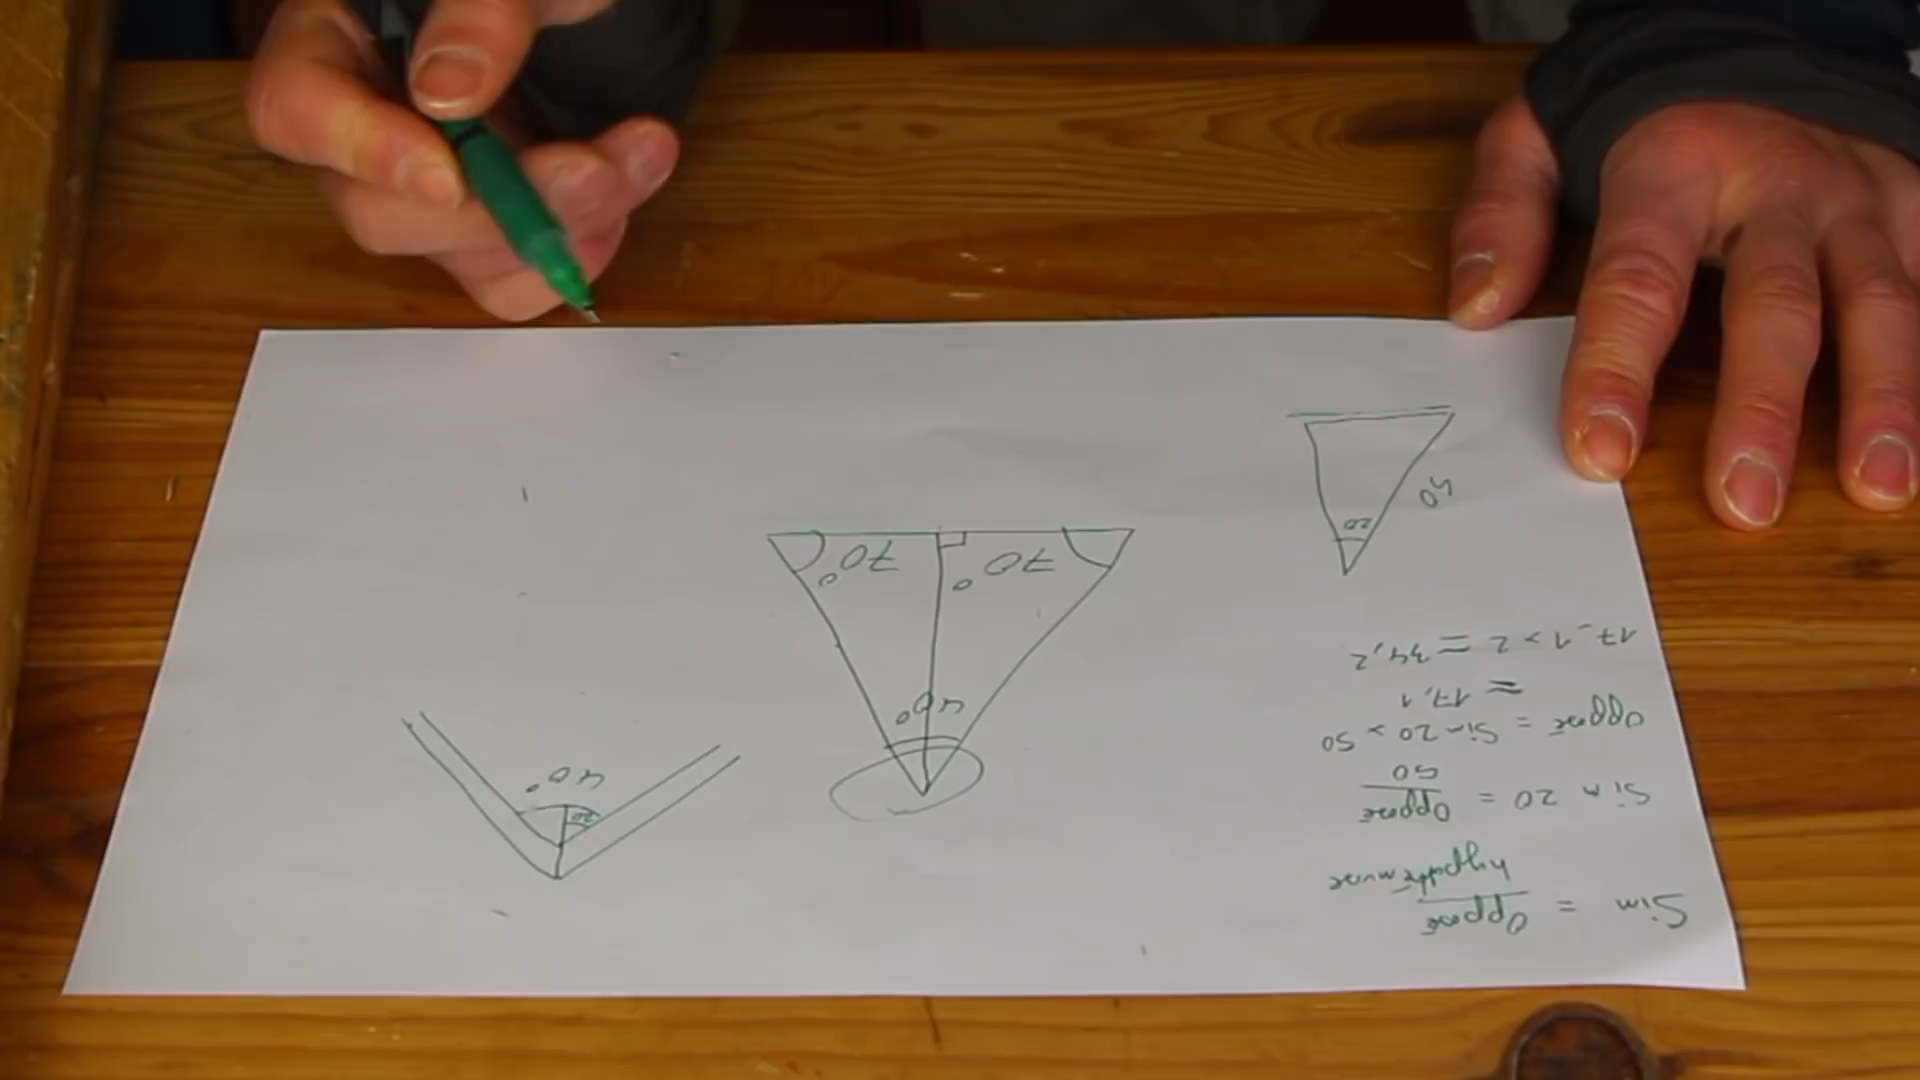 Sin = Opposé
hypothénuse
Sin 20 = Opposé
50
Opposé = Sin 20 x 50
≈ 17,1
17,1 x 2 = 34,2
20
40°
70° 70°
20
40°